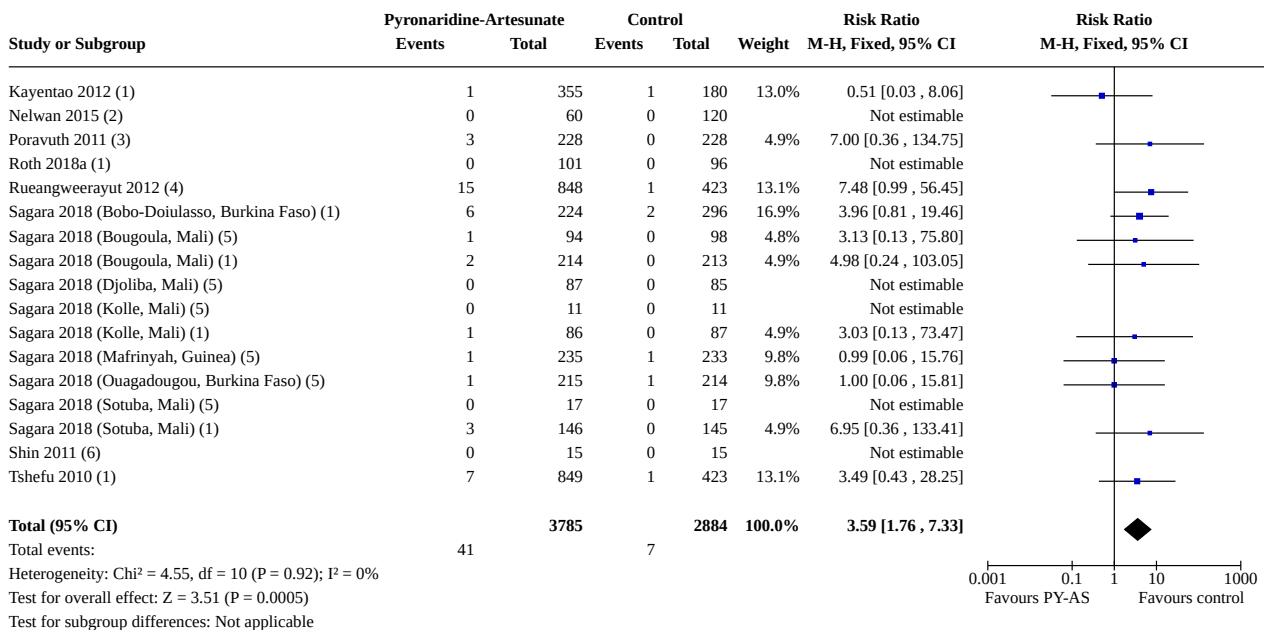 Pyronaridine-Artesunate Control Risk Ratio Risk Ratio
Study or Subgroup Events Total Events Total Weight M-H, Fixed, 95% CI M-H, Fixed, 95% CI
Kayentao 2012 (1) 1 355 1 180 13.0% 0.51 [0.03 , 8.06]
Nelwan 2015 (2) 0 60 0 120 Not estimable
Poravuth 2011 (3) 3 228 0 228 4.9% 7.00 [0.36 , 134.75]
Roth 2018a (1) 0 101 0 96 Not estimable
Rueangweerayut 2012 (4) 15 848 1 423 13.1% 7.48 [0.99 , 56.45]
Sagara 2018 (Bobo-Doiulasso, Burkina Faso) (1) 6 224 2 296 16.9% 3.96 [0.81 , 19.46]
Sagara 2018 (Bougoula, Mali) (5) 1 94 0 98 4.8% 3.13 [0.13 , 75.80]
Sagara 2018 (Bougoula, Mali) (1) 2 214 0 213 4.9% 4.98 [0.24 , 103.05]
Sagara 2018 (Djoliba, Mali) (5) 0 87 0 85 Not estimable
Sagara 2018 (Kolle, Mali) (5) 0 11 0 11 Not estimable
Sagara 2018 (Kolle, Mali) (1) 1 86 0 87 4.9% 3.03 [0.13 , 73.47]
Sagara 2018 (Mafrinyah, Guinea) (5) 1 235 1 233 9.8% 0.99 [0.06 , 15.76]
Sagara 2018 (Ouagadougou, Burkina Faso) (5) 1 215 1 214 9.8% 1.00 [0.06 , 15.81]
Sagara 2018 (Sotuba, Mali) (5) 0 17 0 17 Not estimable
Sagara 2018 (Sotuba, Mali) (1) 3 146 0 145 4.9% 6.95 [0.36 , 133.41]
Shin 2011 (6) 0 15 0 15 Not estimable
Tshefu 2010 (1) 7 849 1 423 13.1% 3.49 [0.43 , 28.25]
Total (95% CI) 3785 2884 100.0% 3.59 [1.76 , 7.33]
Total events: 41 7
Heterogeneity: Chi² = 4.55, df = 10 (P = 0.92); I² = 0%
0.001 0.1 1 10 1000
Test for overall effect: Z = 3.51 (P = 0.0005) Favours PY-AS Favours control
Test for subgroup differences: Not applicable